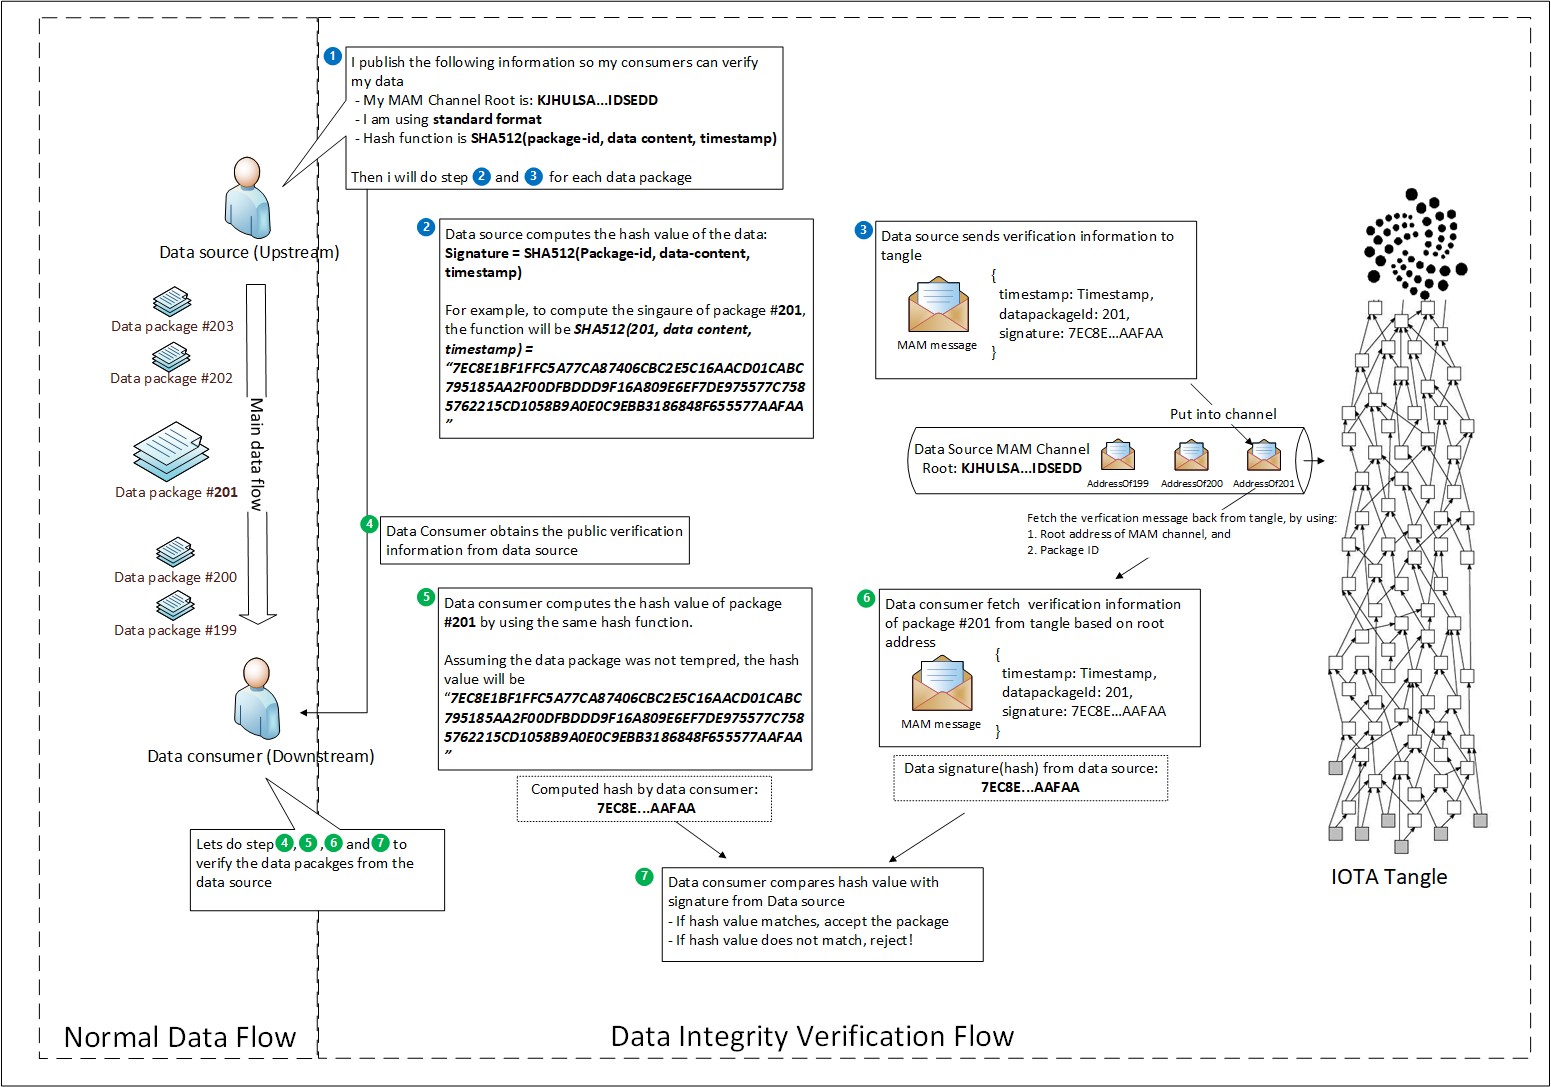 1
I publish the following information so my consumers can verify
my data
- My MAM Channel Root is: KJHULSA...IDSEDD
- I am using standard format
- Hash function is SHA512(package-id, data content, timestamp)
Then i will do step 2 and 3 for each data package
Data source (Upstream)
Data package #203
Data package #202
Data package #201
Data package #200
Data package #199
Main data flow
Data consumer (Downstream)
Lets do step 4, 5, 6 and 7 to
verify the data pacakges from the
data source
2
Data source computes the hash value of the data:
Signature = SHA512(Package-id, data-content,
timestamp)
For example, to compute the singaure of package #201,
the function will be SHA512(201, data content,
timestamp) =
“7EC8E1BF1FFC5A77CA87406CBC2E5C16AACD01CABC
795185AA2F00DFBDDD9F16A809E6EF7DE975577C758
5762215CD1058B9A0E0C9EBB3186848F655577AAFAA
”
3
Data source sends verification information to
tangle
MAM message
{
timestamp: Timestamp,
datapackageId: 201,
signature: 7EC8E...AAFAA
}
Put into channel
Data Source MAM Channel
Root: KJHULSA...IDSEDD
AddressOf199
AddressOf200
AddressOf201
Fetch the verfication message back from tangle, by using:
1. Root address of MAM channel, and
2. Package ID
4
Data Consumer obtains the public verification
information from data source
5
Data consumer computes the hash value of package
#201 by using the same hash function.
Assuming the data package was not tempred, the hash
value will be
“7EC8E1BF1FFC5A77CA87406CBC2E5C16AACD01CABC
795185AA2F00DFBDDD9F16A809E6EF7DE975577C758
5762215CD1058B9A0E0C9EBB3186848F655577AAFAA
”
Computed hash by data consumer:
7EC8E...AAFAA
6
Data consumer fetch  verification information
of package #201 from tangle based on root
address
MAM message
{
timestamp: Timestamp,
datapackageId: 201,
signature: 7EC8E...AAFAA
}
Data signature(hash) from data source:
7EC8E...AAFAA
7
Data consumer compares hash value with
signature from Data source
- If hash value matches, accept the package
- If hash value does not match, reject!
IOTA Tangle
Normal Data Flow
Data Integrity Verification Flow